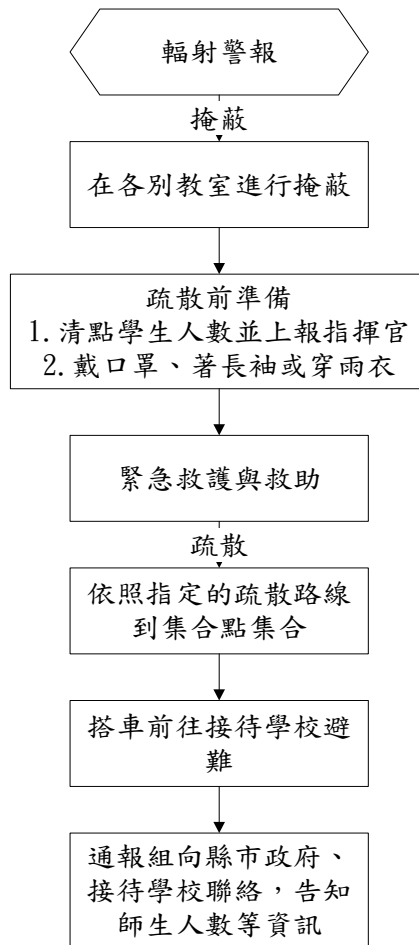 輻射警報
掩蔽
在各別教室進行掩蔽
疏散前準備
1. 清點學生人數並上報指揮官
2. 戴口罩、著長袖或穿雨衣
緊急救護與救助
疏散
依照指定的疏散路線
到集合點集合
搭車前往接待學校避
難
通報組向縣市政府、
接待學校聯絡，告知
師生人數等資訊